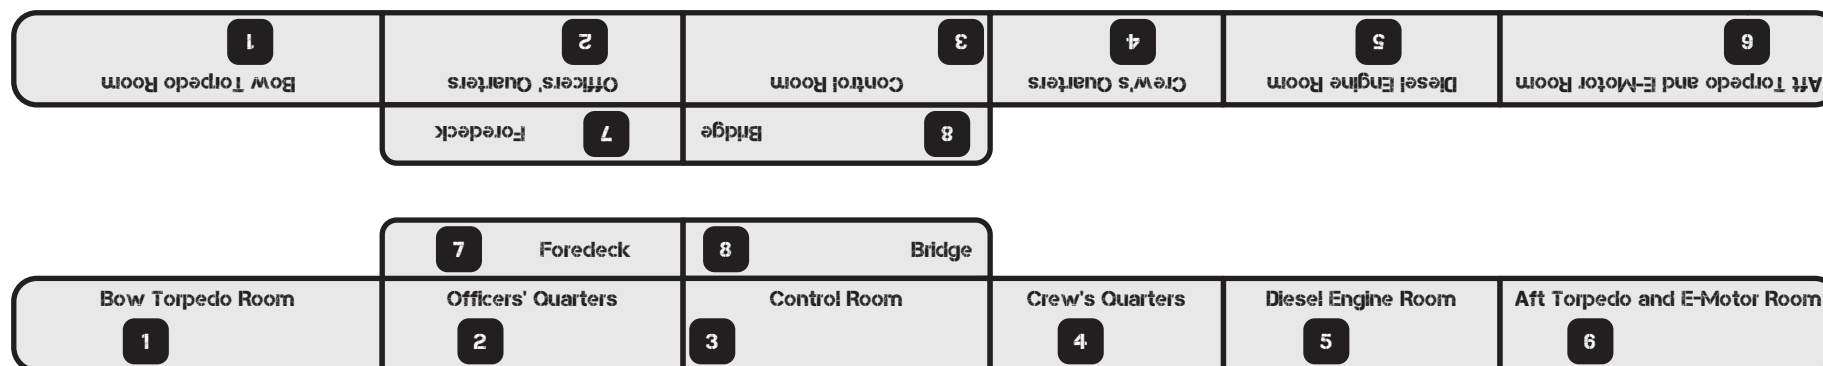 1 2 3 4 5 6
Bow Torpedo Room Officers' Quarters Control Room Crew's Quarters Diesel Engine Room Aft Torpedo and E-Motor Room
Foredeck 7 Bridge 8
7 Foredeck 8 Bridge
Bow Torpedo Room Officers' Quarters Control Room Crew's Quarters Diesel Engine Room Aft Torpedo and E-Motor Room
1 2 3 4 5 6